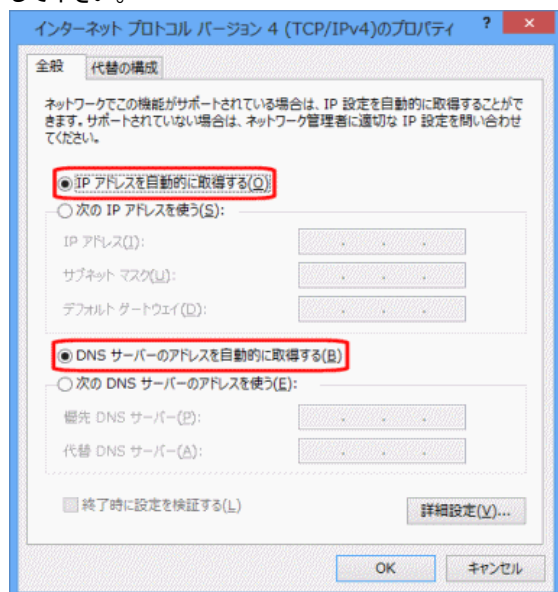 して下さい。
インターネット プロトコル バージョン 4 (TCP/IPv4)のプロパティ ? ×
全般 代替の構成
ネットワークでこの機能がサポートされている場合は、IP 設定を自動的に取得することがで
きます。サポートされていない場合は、ネットワーク管理者に適切な IP 設定を問い合わせ
てください。
IP アドレスを自動的に取得する(O)
次の IP アドレスを使う(S):
IP アドレス(I):
サブネット マスク(U):
デフォルト ゲートウェイ(D):
DNS サーバーのアドレスを自動的に取得する(B)
次の DNS サーバーのアドレスを使う(E):
優先 DNS サーバー(P):
代替 DNS サーバー(A):
終了時に設定を検証する(L)
詳細設定(V)...
OK キャンセル